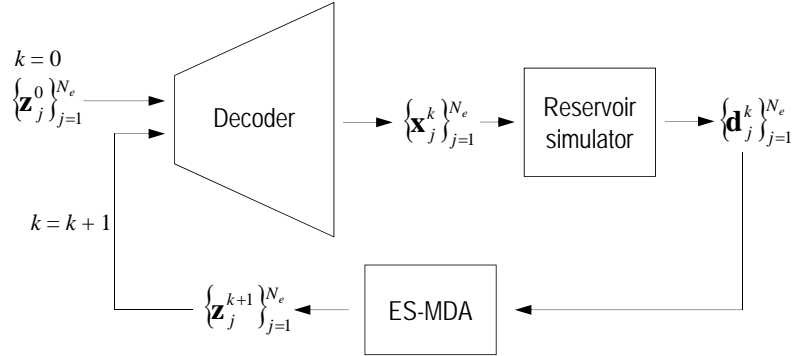 k = 0
{z_j^0}_{j=1}^{N_e}
Decoder
{x_j^k}_{j=1}^{N_e}
Reservoir
simulator
{d_j^k}_{j=1}^{N_e}
k = k + 1
{z_j^{k+1}}_{j=1}^{N_e}
ES-MDA